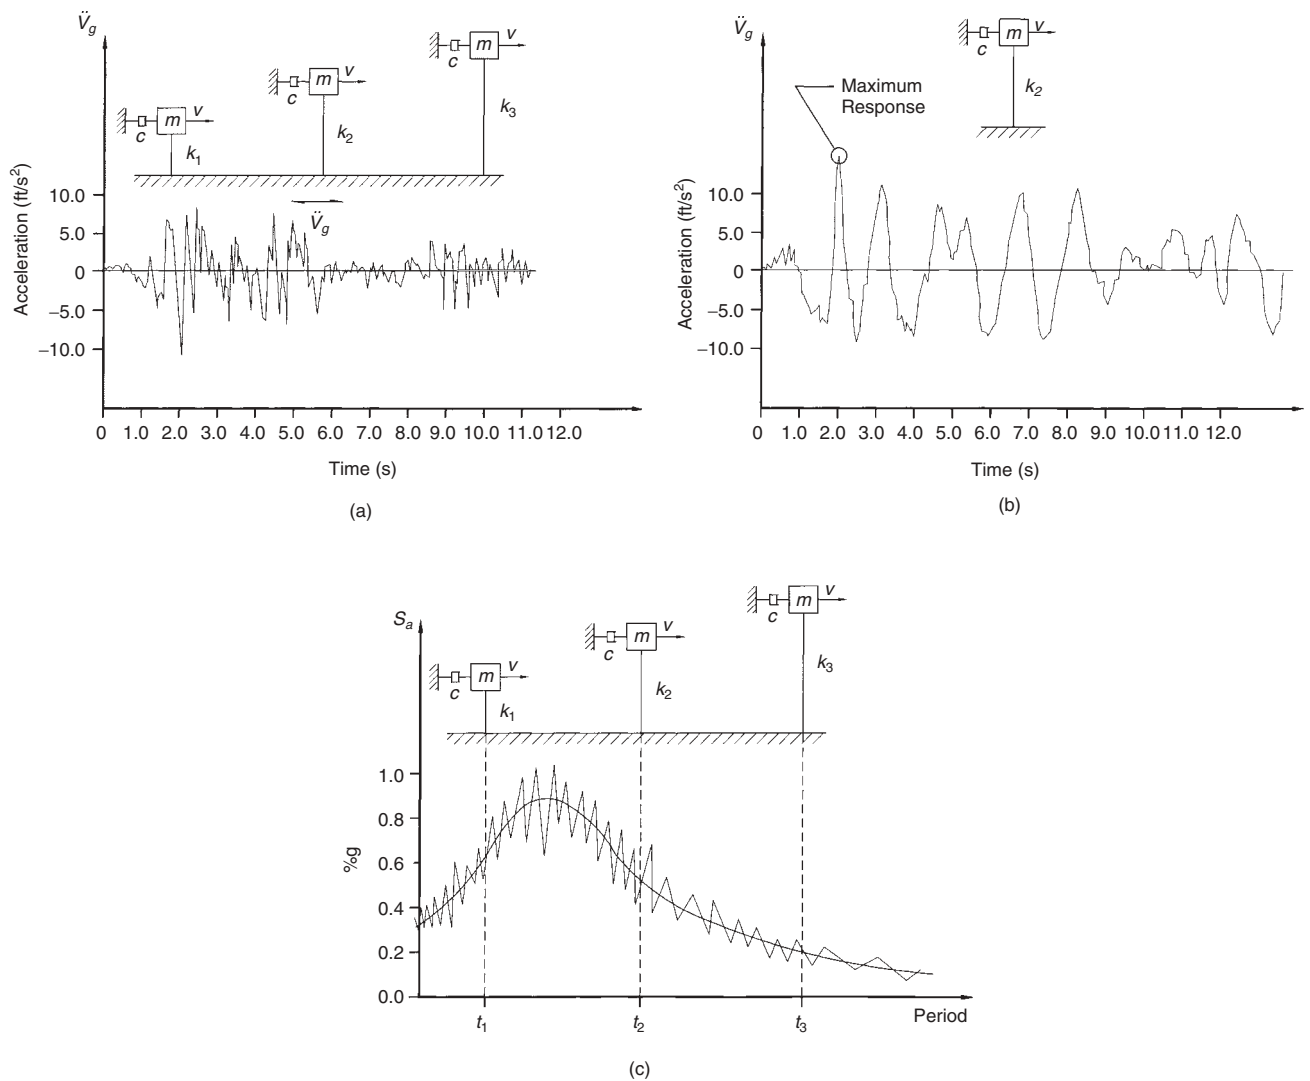 V̈g
Acceleration (ft/s²)
10.0
5.0
0
−5.0
−10.0
m
v
c
k₁
m
v
c
k₂
m
v
c
k₃
V̈g
0 1.0 2.0 3.0 4.0 5.0 6.0 7.0 8.0 9.0 10.0 11.0 12.0
Time (s)
(a)
V̈g
Acceleration (ft/s²)
10.0
5.0
0
−5.0
−10.0
Maximum
Response
m
v
c
k₂
0 1.0 2.0 3.0 4.0 5.0 6.0 7.0 8.0 9.0 10.0 11.0 12.0
Time (s)
(b)
Sa
%g
1.0
0.8
0.6
0.4
0.2
0.0
m
v
c
k₁
m
v
c
k₂
m
v
c
k₃
t₁ t₂ t₃ Period
(c)